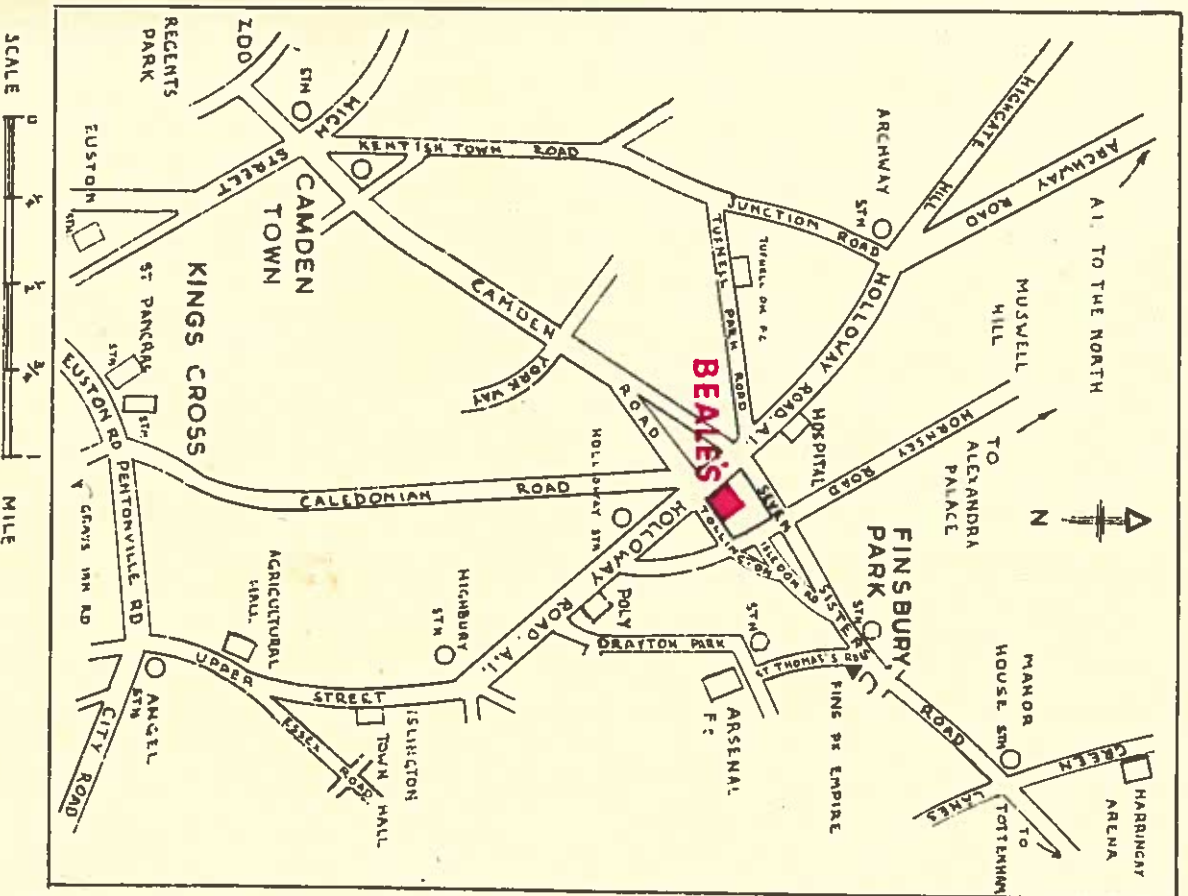 ARCHWAY
ROAD
A1. TO THE NORTH
HIGHGATE
HILL
MUSWELL
HILL
TO
ALEXANDRA
PALACE
N
HARRINGAY
ARENA
GREEN
LANES
MANOR
HOUSE STN
TO
TOTTENHAM
ARCHWAY
STN
HORNSEY
ROAD
FINSBURY
PARK
STN
JUNCTION ROAD
HOLLOWAY ROAD. A1.
HOSPITAL
SEVEN
SISTERS
ROAD
FINS PK EMPIRE
ST THOMAS'S RD
TUFNELL
TUFNELL PARK ROAD
BEALE'S
TOLLINGTON
ISLEDON RD
STN
ARSENAL
FC
DRAYTON PARK
POLY
KENTISH TOWN ROAD
CAMDEN
ROAD
YORK WAY
HOLLOWAY STN
HOLLOWAY
ROAD. A.1.
HIGHBURY
STN
CALEDONIAN ROAD
HIGH
STREET
STN
CAMDEN
TOWN
ZOO
REGENTS
PARK
EUSTON
STN
KINGS CROSS
ST PANCRAS
STN
STN
EUSTON RD
PENTONVILLE RD
GRAYS INN RD
AGRICULTURAL
HALL
UPPER
STREET
ISLINGTON
TOWN HALL
ESSEX
ROAD
ANGEL
STN
CITY ROAD
SCALE 0 ¼ ½ ¾ 1 MILE